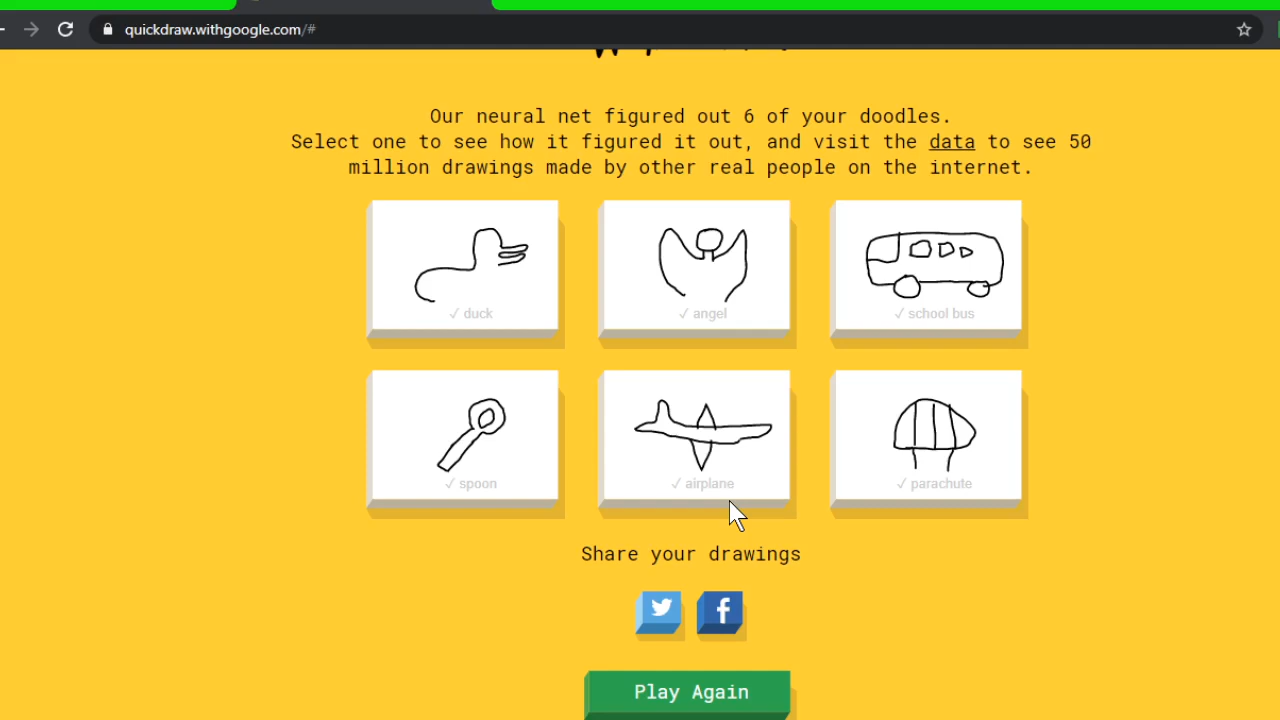 quickdraw.withgoogle.com/#
Our neural net figured out 6 of your doodles.
Select one to see how it figured it out, and visit the data to see 50
million drawings made by other real people on the internet.
✓ duck
✓ angel
✓ school bus
✓ spoon
✓ airplane
✓ parachute
Share your drawings
Play Again